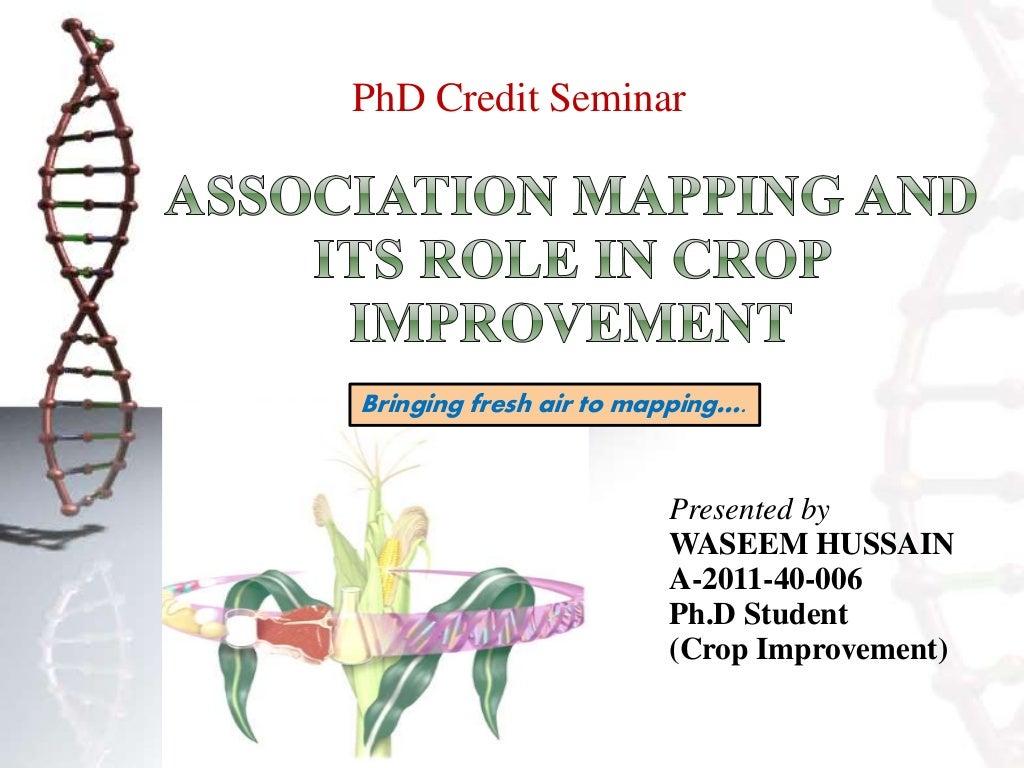 PhD Credit Seminar
ASSOCIATION MAPPING AND
ITS ROLE IN CROP
IMPROVEMENT
Bringing fresh air to mapping….
Presented by
WASEEM HUSSAIN
A-2011-40-006
Ph.D Student
(Crop Improvement)